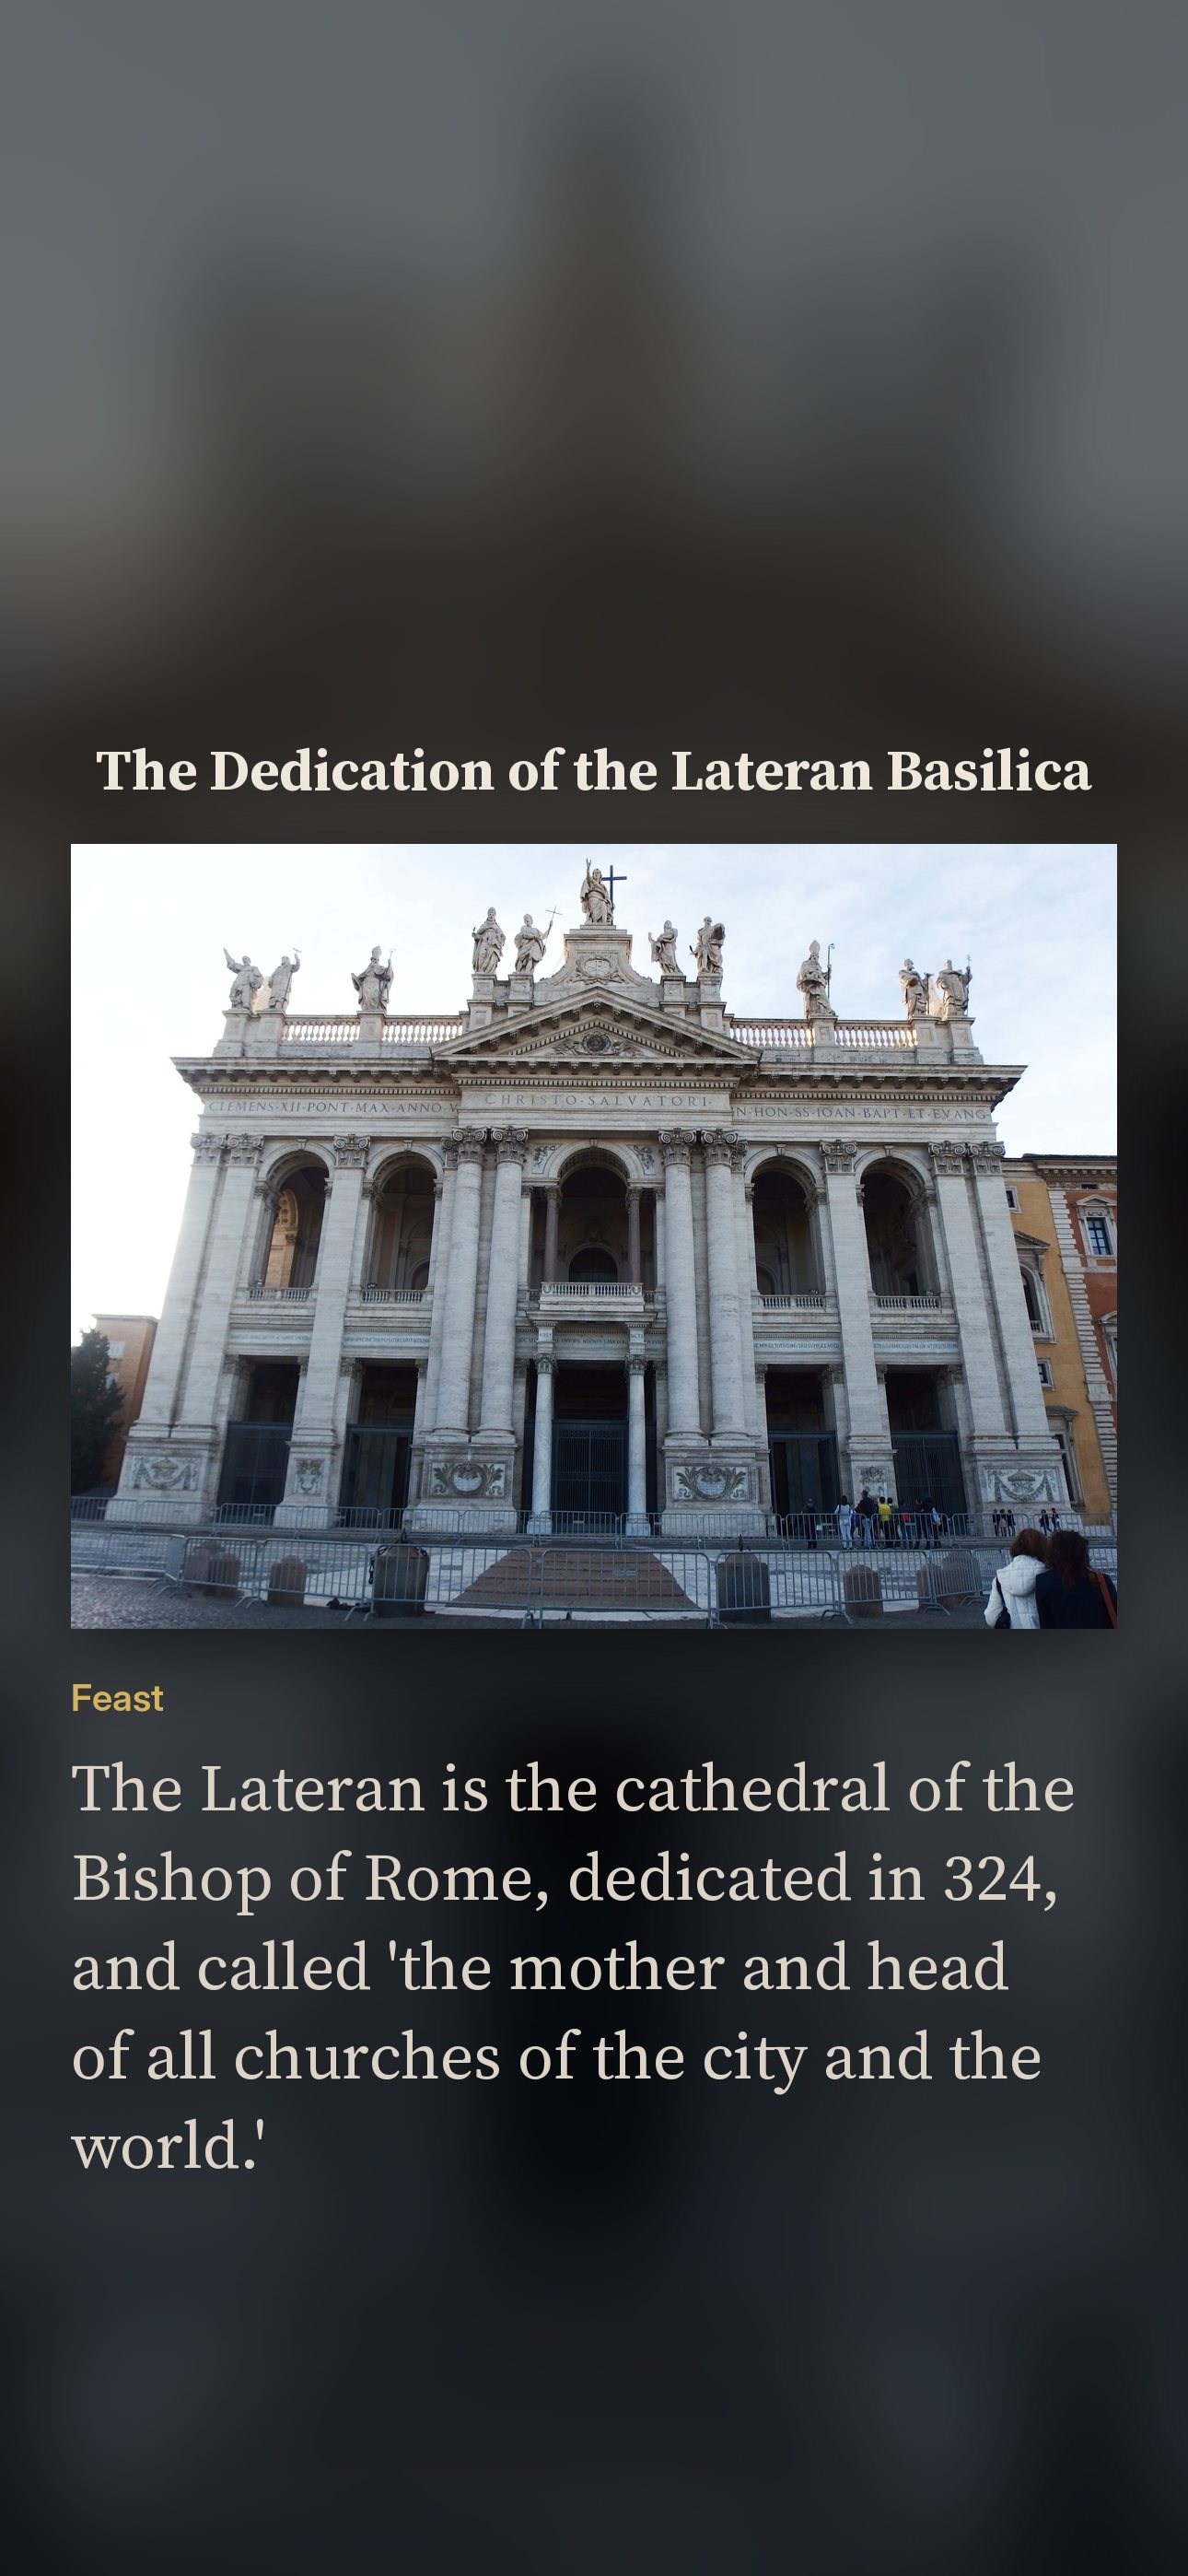 The Dedication of the Lateran Basilica
CHRISTO·SALVATORI·
CLEMENS·XII·PONT·MAX·ANNO·V
IN·HON·SS·IOAN·BAPT·ET·EVANG
Feast
The Lateran is the cathedral of the
Bishop of Rome, dedicated in 324,
and called 'the mother and head
of all churches of the city and the
world.'